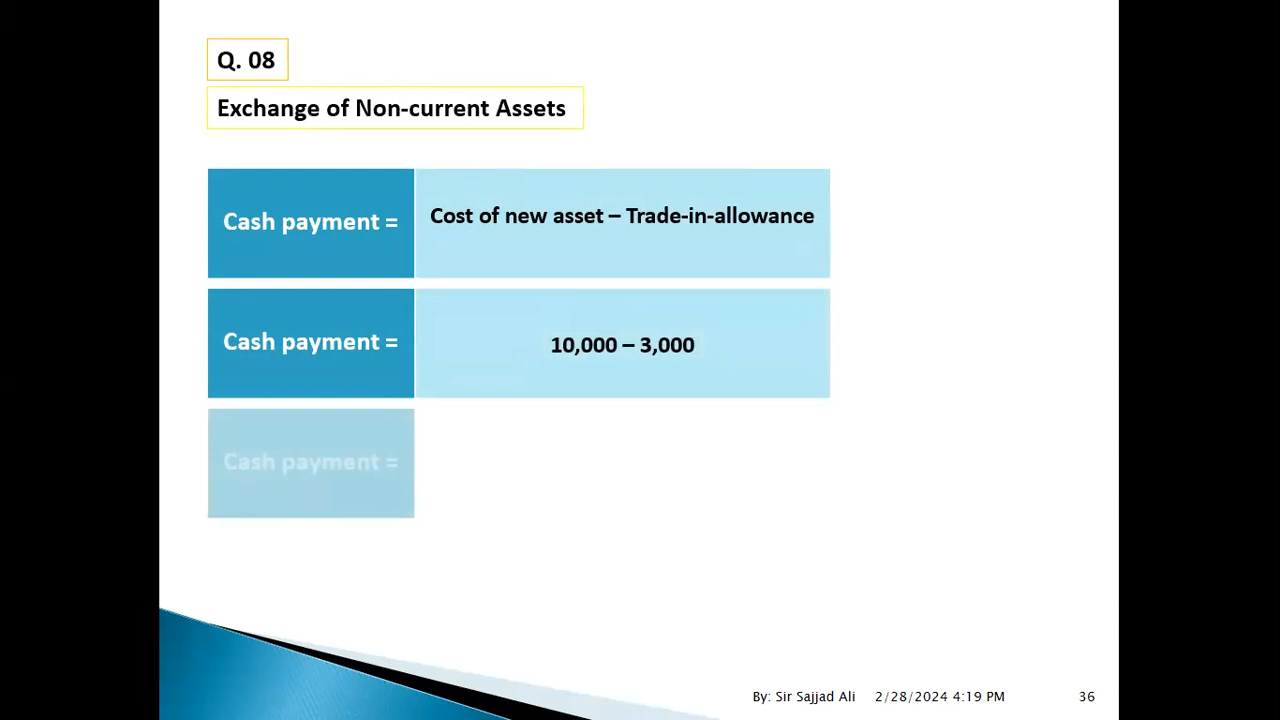 Q. 08
Exchange of Non-current Assets
Cash payment =
Cost of new asset – Trade-in-allowance
Cash payment =
10,000 – 3,000
Cash payment =
By: Sir Sajjad Ali
2/28/2024 4:19 PM
36